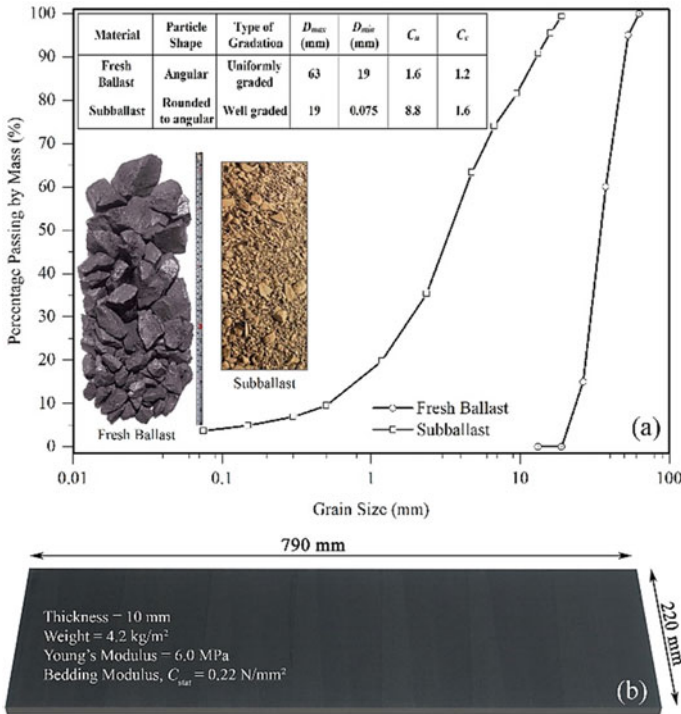 Material Particle Shape Type of Gradation Dmax (mm) Dmin (mm) Cu Cc
Fresh Ballast Angular Uniformly graded 63 19 1.6 1.2
Subballast Rounded to angular Well graded 19 0.075 8.8 1.6
Percentage Passing by Mass (%)
100
90
80
70
60
50
40
30
20
10
0
Fresh Ballast
Subballast
Fresh Ballast
Subballast
(a)
0.01 0.1 1 10 100
Grain Size (mm)
790 mm
220 mm
Thickness = 10 mm
Weight = 4.2 kg/m²
Young's Modulus = 6.0 MPa
Bedding Modulus, Cstat = 0.22 N/mm²
(b)